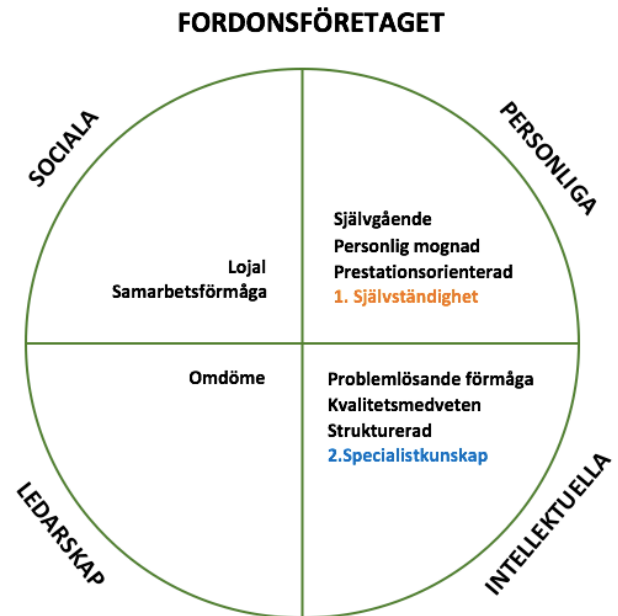 FORDONSFÖRETAGET
SOCIALA
PERSONLIGA
Lojal
Samarbetsförmåga
Självgående
Personlig mognad
Prestationsorienterad
1. Självständighet
Omdöme
Problemlösande förmåga
Kvalitetsmedveten
Strukturerad
2.Specialistkunskap
LEDARSKAP
INTELLEKTUELLA